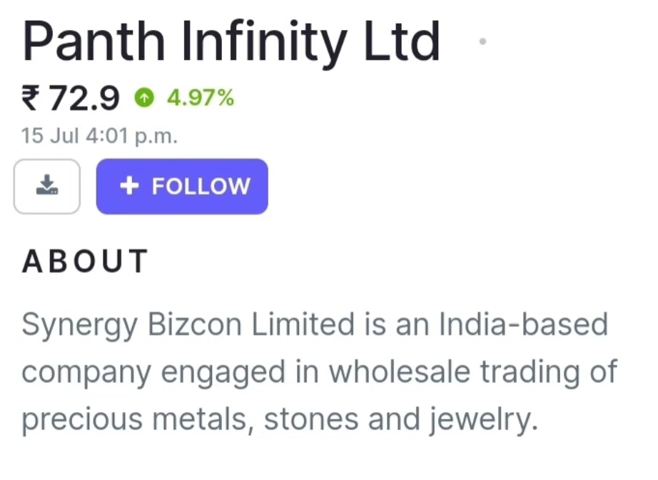 Panth Infinity Ltd
₹ 72.9 4.97%
15 Jul 4:01 p.m.
+ FOLLOW
ABOUT
Synergy Bizcon Limited is an India-based
company engaged in wholesale trading of
precious metals, stones and jewelry.